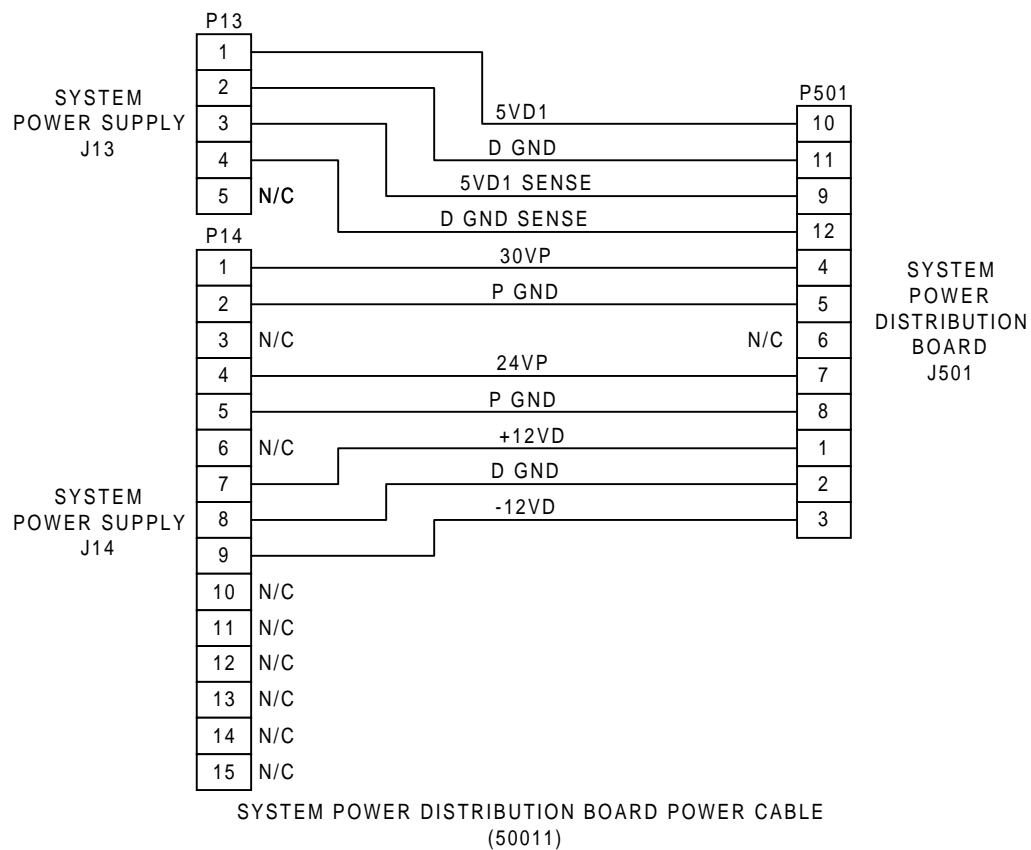 P13
1
2
3
4
5 N/C
SYSTEM
POWER SUPPLY
J13
P14
1
2
3 N/C
4
5
6 N/C
7
8
9
10 N/C
11 N/C
12 N/C
13 N/C
14 N/C
15 N/C
SYSTEM
POWER SUPPLY
J14
5VD1
D GND
5VD1 SENSE
D GND SENSE
30VP
P GND
24VP
P GND
+12VD
D GND
-12VD
P501
10
11
9
12
4
5
N/C 6
7
8
1
2
3
SYSTEM
POWER
DISTRIBUTION
BOARD
J501
SYSTEM POWER DISTRIBUTION BOARD POWER CABLE
(50011)